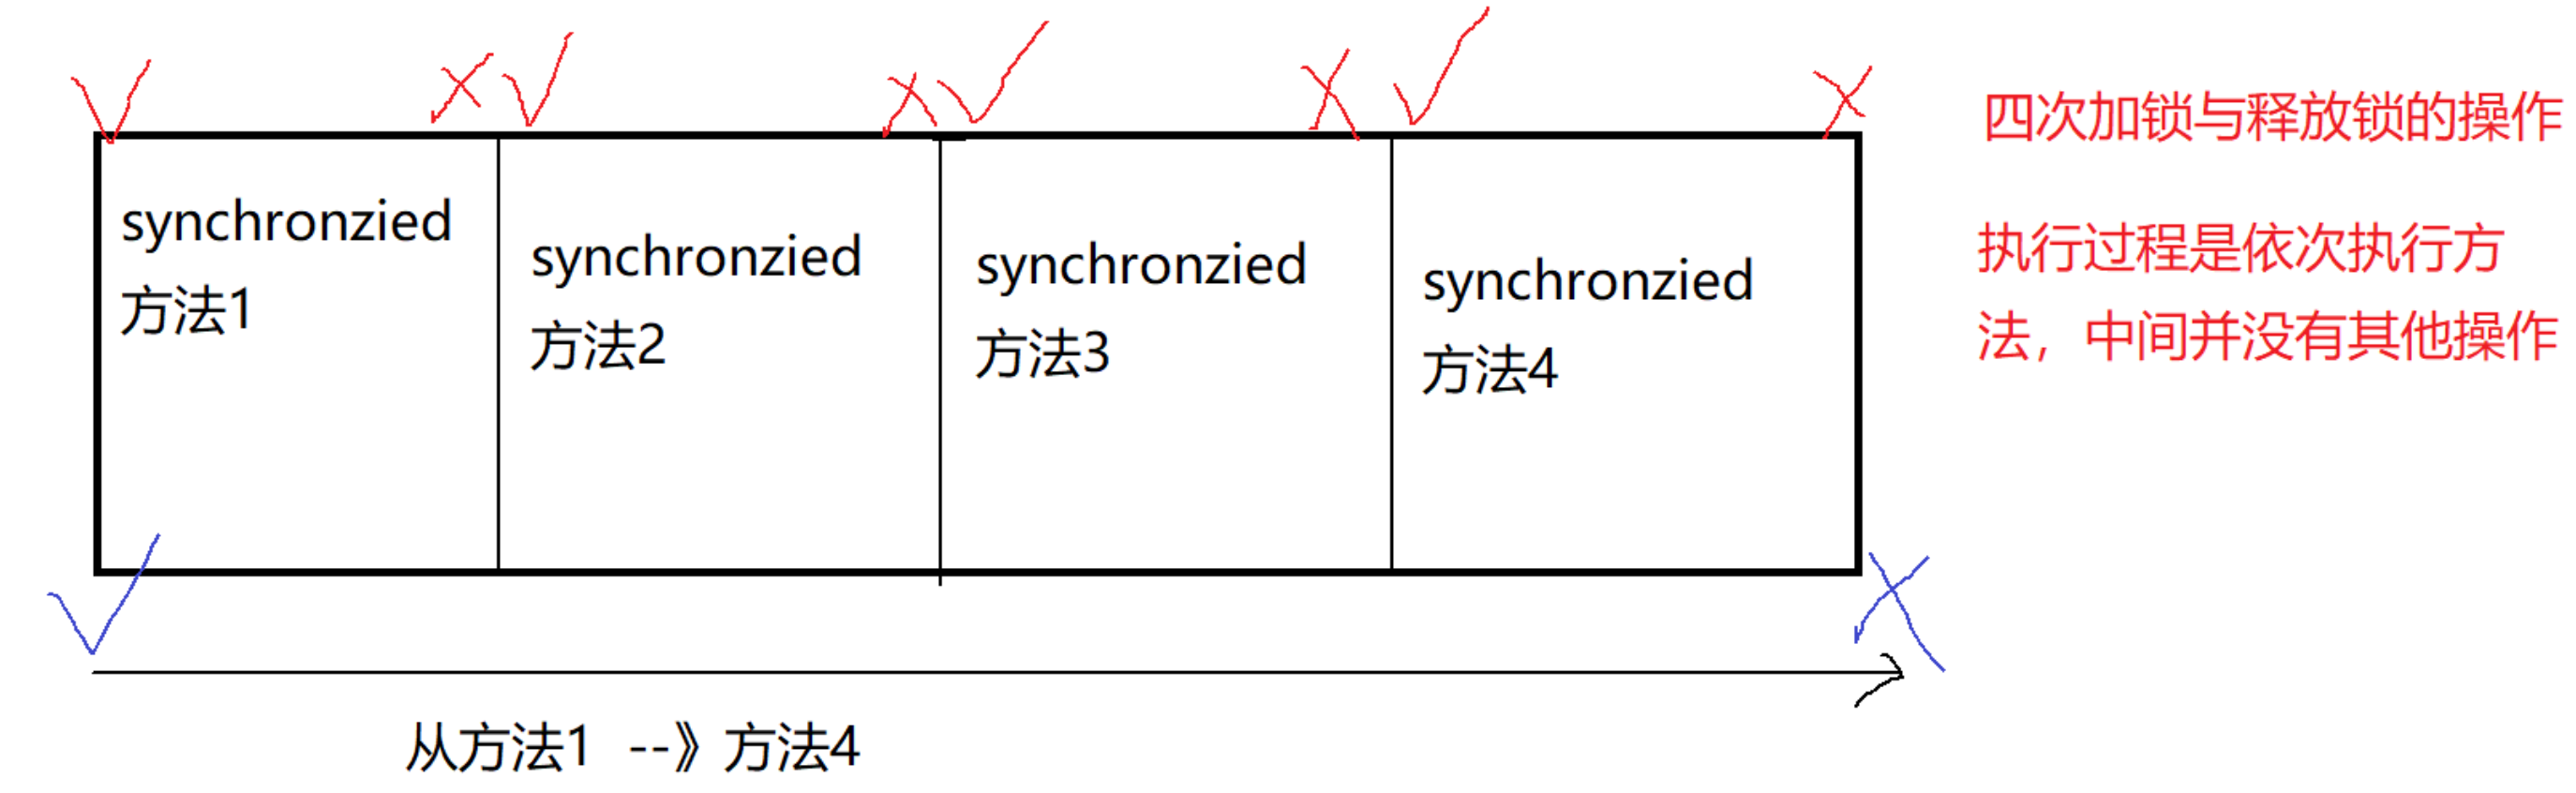 四次加锁与释放锁的操作
synchronzied
方法1
synchronzied
方法2
synchronzied
方法3
synchronzied
方法4
执行过程是依次执行方
法，中间并没有其他操作
从方法1 --》方法4